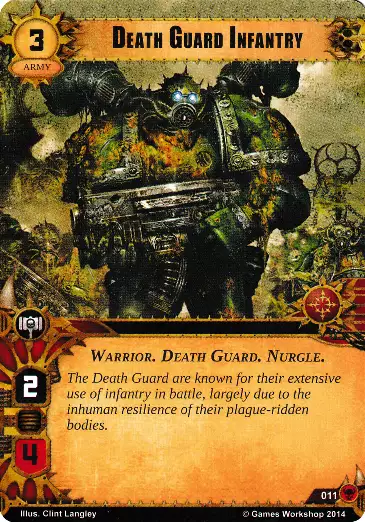 3
ARMY
Death Guard Infantry
Warrior. Death Guard. Nurgle.
2
The Death Guard are known for their extensive
use of infantry in battle, largely due to the
inhuman resilience of their plague-ridden
bodies.
4
011
Illus. Clint Langley
© Games Workshop 2014